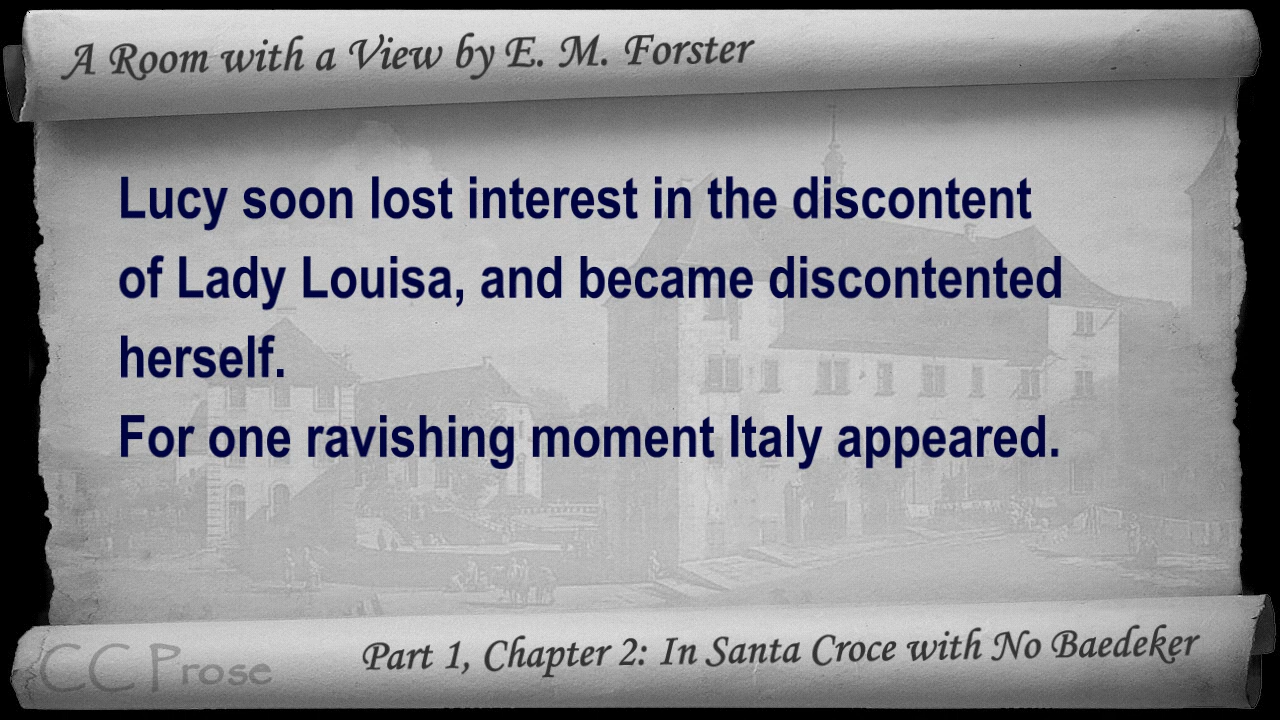 A Room with a View by E. M. Forster
Lucy soon lost interest in the discontent
of Lady Louisa, and became discontented
herself.
For one ravishing moment Italy appeared.
CC Prose
Part 1, Chapter 2: In Santa Croce with No Baedeker